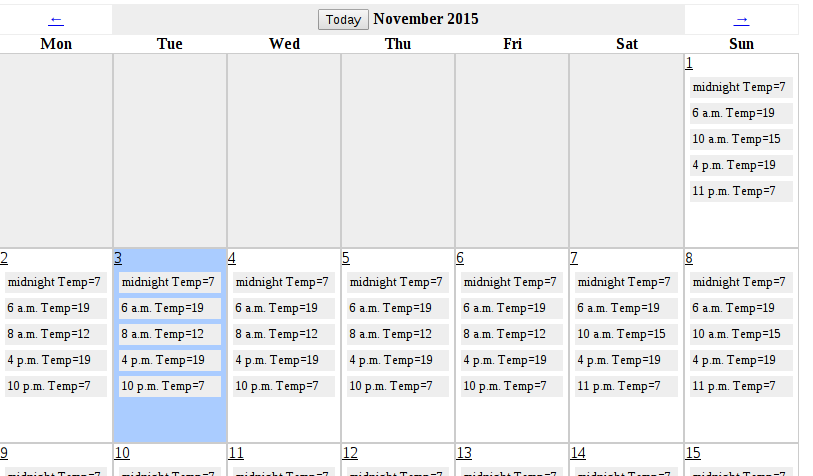 ← Today November 2015 →
Mon Tue Wed Thu Fri Sat Sun
1
midnight Temp=7
6 a.m. Temp=19
10 a.m. Temp=15
4 p.m. Temp=19
11 p.m. Temp=7
2 3 4 5 6 7 8
midnight Temp=7 midnight Temp=7 midnight Temp=7 midnight Temp=7 midnight Temp=7 midnight Temp=7 midnight Temp=7
6 a.m. Temp=19 6 a.m. Temp=19 6 a.m. Temp=19 6 a.m. Temp=19 6 a.m. Temp=19 6 a.m. Temp=19 6 a.m. Temp=19
8 a.m. Temp=12 8 a.m. Temp=12 8 a.m. Temp=12 8 a.m. Temp=12 8 a.m. Temp=12 10 a.m. Temp=15 10 a.m. Temp=15
4 p.m. Temp=19 4 p.m. Temp=19 4 p.m. Temp=19 4 p.m. Temp=19 4 p.m. Temp=19 4 p.m. Temp=19 4 p.m. Temp=19
10 p.m. Temp=7 10 p.m. Temp=7 10 p.m. Temp=7 10 p.m. Temp=7 10 p.m. Temp=7 11 p.m. Temp=7 11 p.m. Temp=7
9 10 11 12 13 14 15